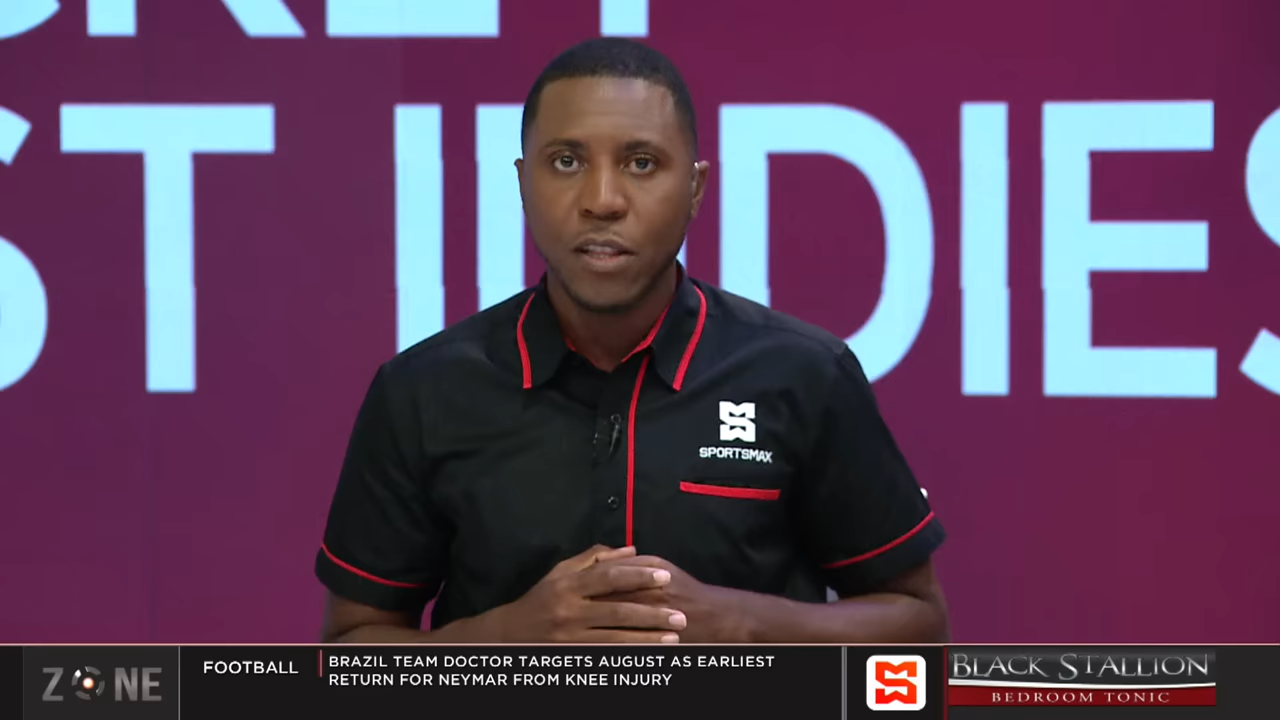 ST INDIES
SPORTSMAX
ZONE
FOOTBALL
BRAZIL TEAM DOCTOR TARGETS AUGUST AS EARLIEST
RETURN FOR NEYMAR FROM KNEE INJURY
BLACK STALLION
BEDROOM TONIC